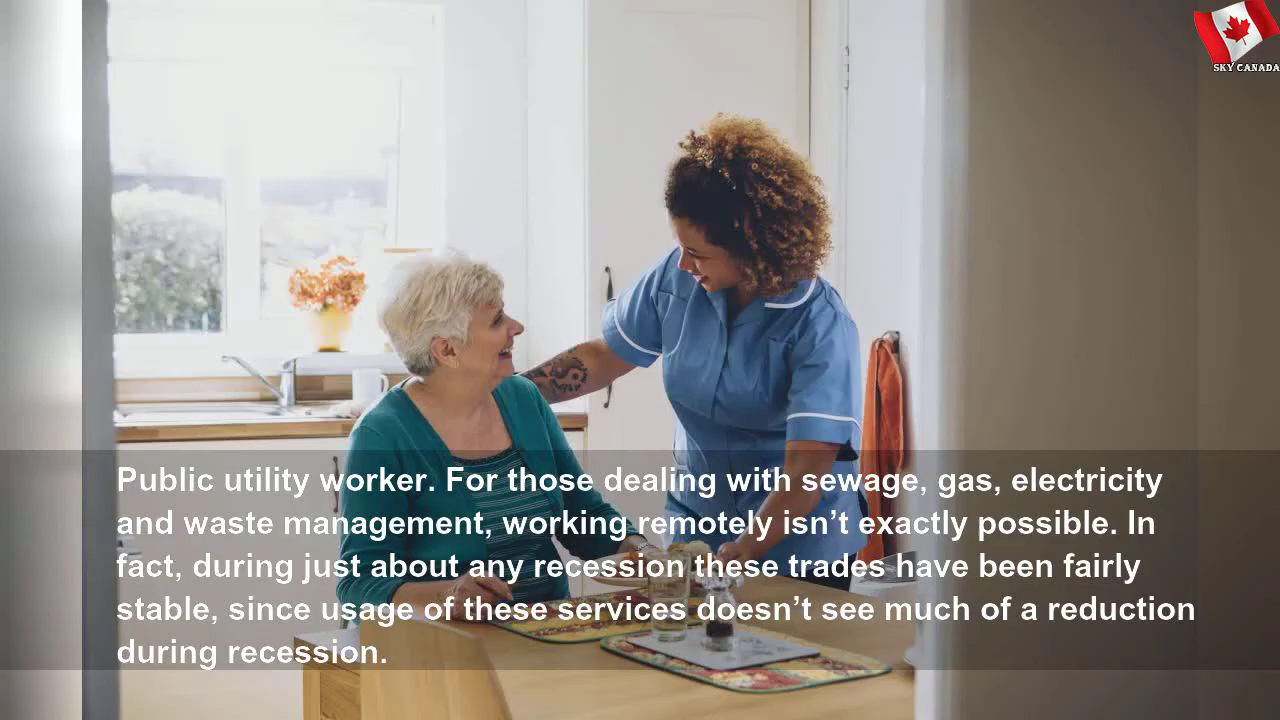 SKY CANADA
Public utility worker. For those dealing with sewage, gas, electricity
and waste management, working remotely isn’t exactly possible. In
fact, during just about any recession these trades have been fairly
stable, since usage of these services doesn’t see much of a reduction
during recession.